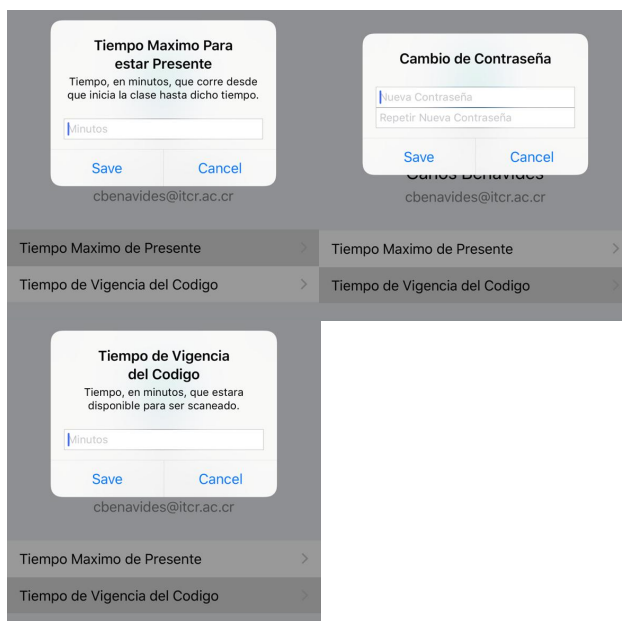 Tiempo Maximo Para
estar Presente
Tiempo, en minutos, que corre desde
que inicia la clase hasta dicho tiempo.
Minutos
Save Cancel
cbenavides@itcr.ac.cr
Tiempo Maximo de Presente
Tiempo de Vigencia del Codigo
Cambio de Contraseña
Nueva Contraseña
Repetir Nueva Contraseña
Save Cancel
Carlos Benavides
cbenavides@itcr.ac.cr
Tiempo Maximo de Presente
Tiempo de Vigencia del Codigo
Tiempo de Vigencia
del Codigo
Tiempo, en minutos, que estara
disponible para ser scaneado.
Minutos
Save Cancel
cbenavides@itcr.ac.cr
Tiempo Maximo de Presente
Tiempo de Vigencia del Codigo